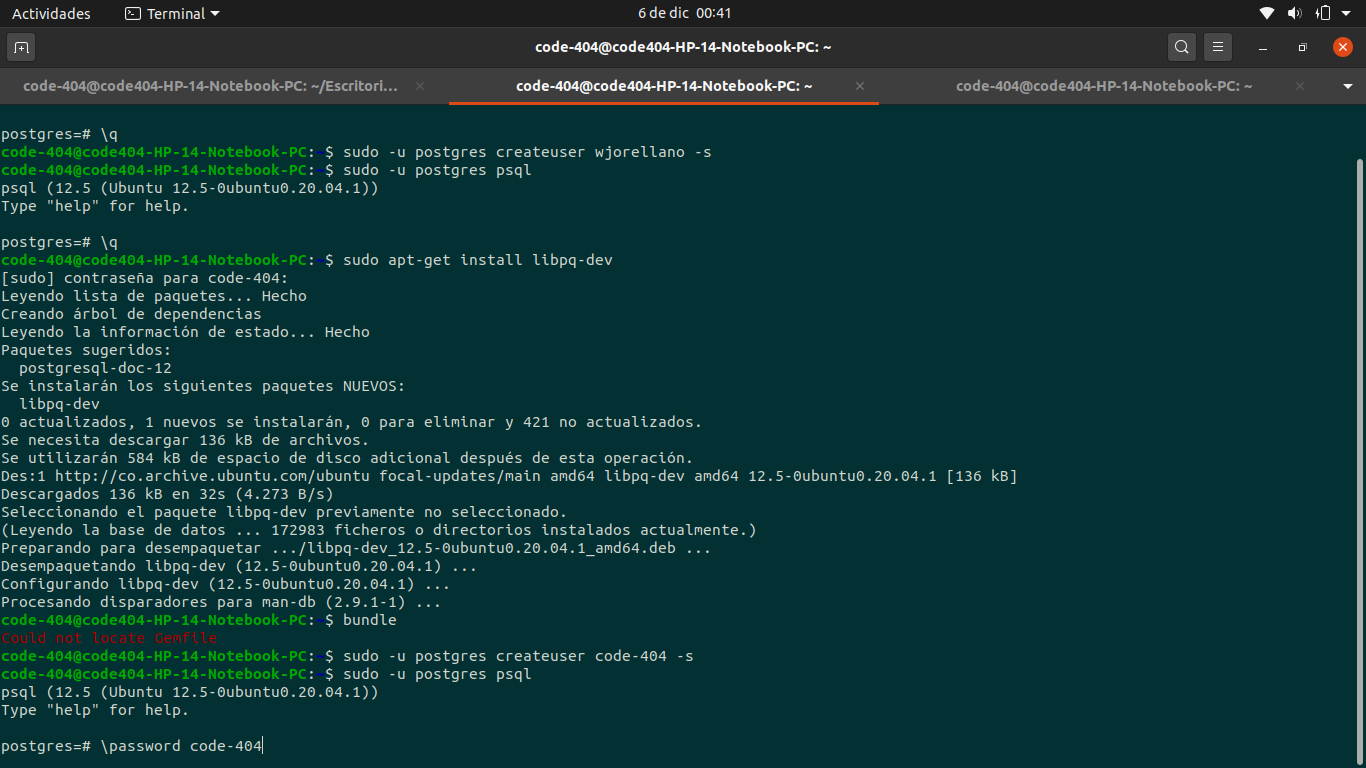 Actividades Terminal 6 de dic 00:41
code-404@code404-HP-14-Notebook-PC: ~
code-404@code404-HP-14-Notebook-PC: ~/Escritori... code-404@code404-HP-14-Notebook-PC: ~ code-404@code404-HP-14-Notebook-PC: ~
postgres=# \q
code-404@code404-HP-14-Notebook-PC:~$ sudo -u postgres createuser wjorellano -s
code-404@code404-HP-14-Notebook-PC:~$ sudo -u postgres psql
psql (12.5 (Ubuntu 12.5-0ubuntu0.20.04.1))
Type "help" for help.
postgres=# \q
code-404@code404-HP-14-Notebook-PC:~$ sudo apt-get install libpq-dev
[sudo] contraseña para code-404:
Leyendo lista de paquetes... Hecho
Creando árbol de dependencias
Leyendo la información de estado... Hecho
Paquetes sugeridos:
  postgresql-doc-12
Se instalarán los siguientes paquetes NUEVOS:
  libpq-dev
0 actualizados, 1 nuevos se instalarán, 0 para eliminar y 421 no actualizados.
Se necesita descargar 136 kB de archivos.
Se utilizarán 584 kB de espacio de disco adicional después de esta operación.
Des:1 http://co.archive.ubuntu.com/ubuntu focal-updates/main amd64 libpq-dev amd64 12.5-0ubuntu0.20.04.1 [136 kB]
Descargados 136 kB en 32s (4.273 B/s)
Seleccionando el paquete libpq-dev previamente no seleccionado.
(Leyendo la base de datos ... 172983 ficheros o directorios instalados actualmente.)
Preparando para desempaquetar .../libpq-dev_12.5-0ubuntu0.20.04.1_amd64.deb ...
Desempaquetando libpq-dev (12.5-0ubuntu0.20.04.1) ...
Configurando libpq-dev (12.5-0ubuntu0.20.04.1) ...
Procesando disparadores para man-db (2.9.1-1) ...
code-404@code404-HP-14-Notebook-PC:~$ bundle
Could not locate Gemfile
code-404@code404-HP-14-Notebook-PC:~$ sudo -u postgres createuser code-404 -s
code-404@code404-HP-14-Notebook-PC:~$ sudo -u postgres psql
psql (12.5 (Ubuntu 12.5-0ubuntu0.20.04.1))
Type "help" for help.
postgres=# \password code-404